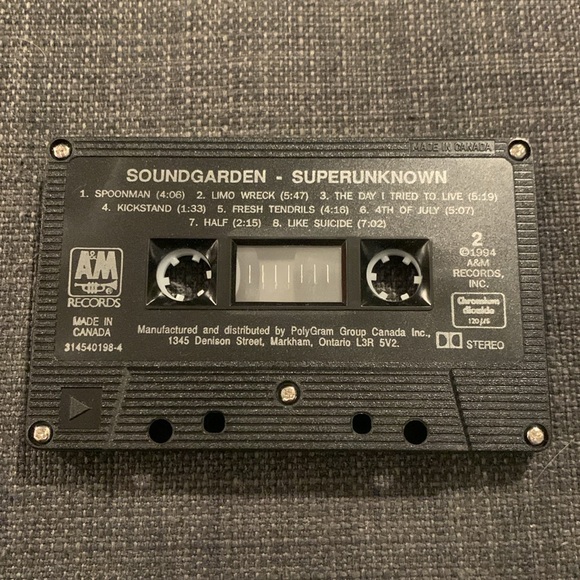 MADE IN CANADA
SOUNDGARDEN - SUPERUNKNOWN
1. SPOONMAN (4:06) 2. LIMO WRECK (5:47) 3. THE DAY I TRIED TO LIVE (5:19)
4. KICKSTAND (1:33) 5. FRESH TENDRILS (4:16) 6. 4TH OF JULY (5:07)
7. HALF (2:15) 8. LIKE SUICIDE (7:02)
A&M
RECORDS
MADE IN
CANADA
314540198-4
2
©1994
A&M
RECORDS,
INC.
Chromium
dioxide
120 µS
Manufactured and distributed by PolyGram Group Canada Inc.,
1345 Denison Street, Markham, Ontario L3R 5V2.
STEREO